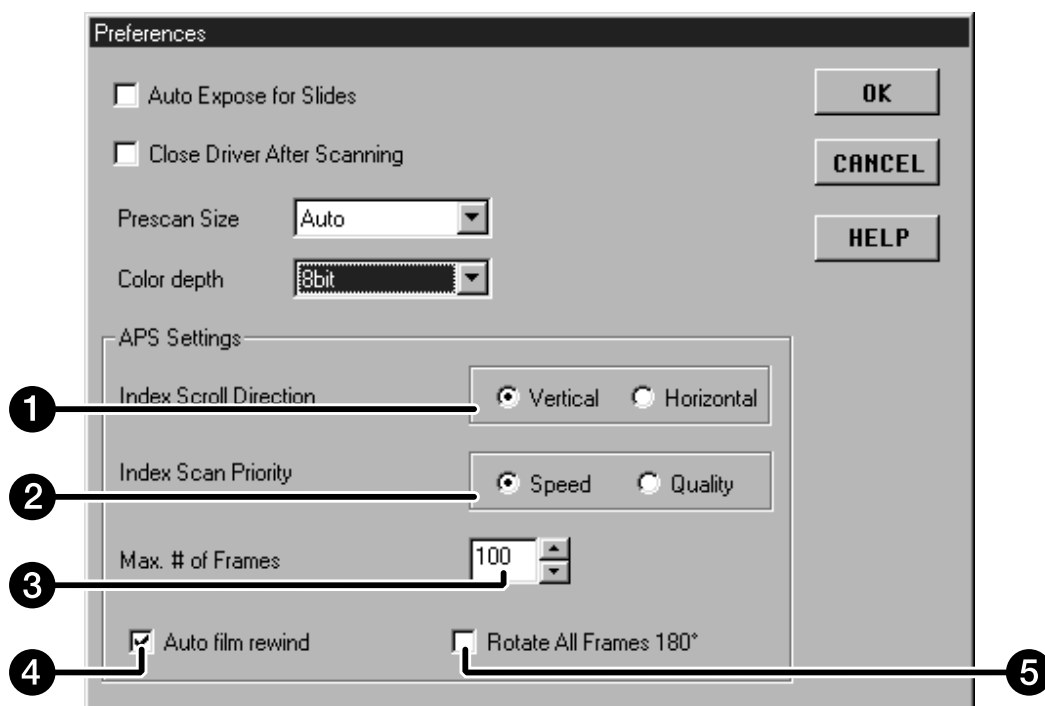 Preferences
Auto Expose for Slides
OK
Close Driver After Scanning
CANCEL
Prescan Size Auto
HELP
Color depth 8bit
APS Settings
1 Index Scroll Direction Vertical Horizontal
2 Index Scan Priority Speed Quality
3 Max. # of Frames 100
4 Auto film rewind Rotate All Frames 180° 5